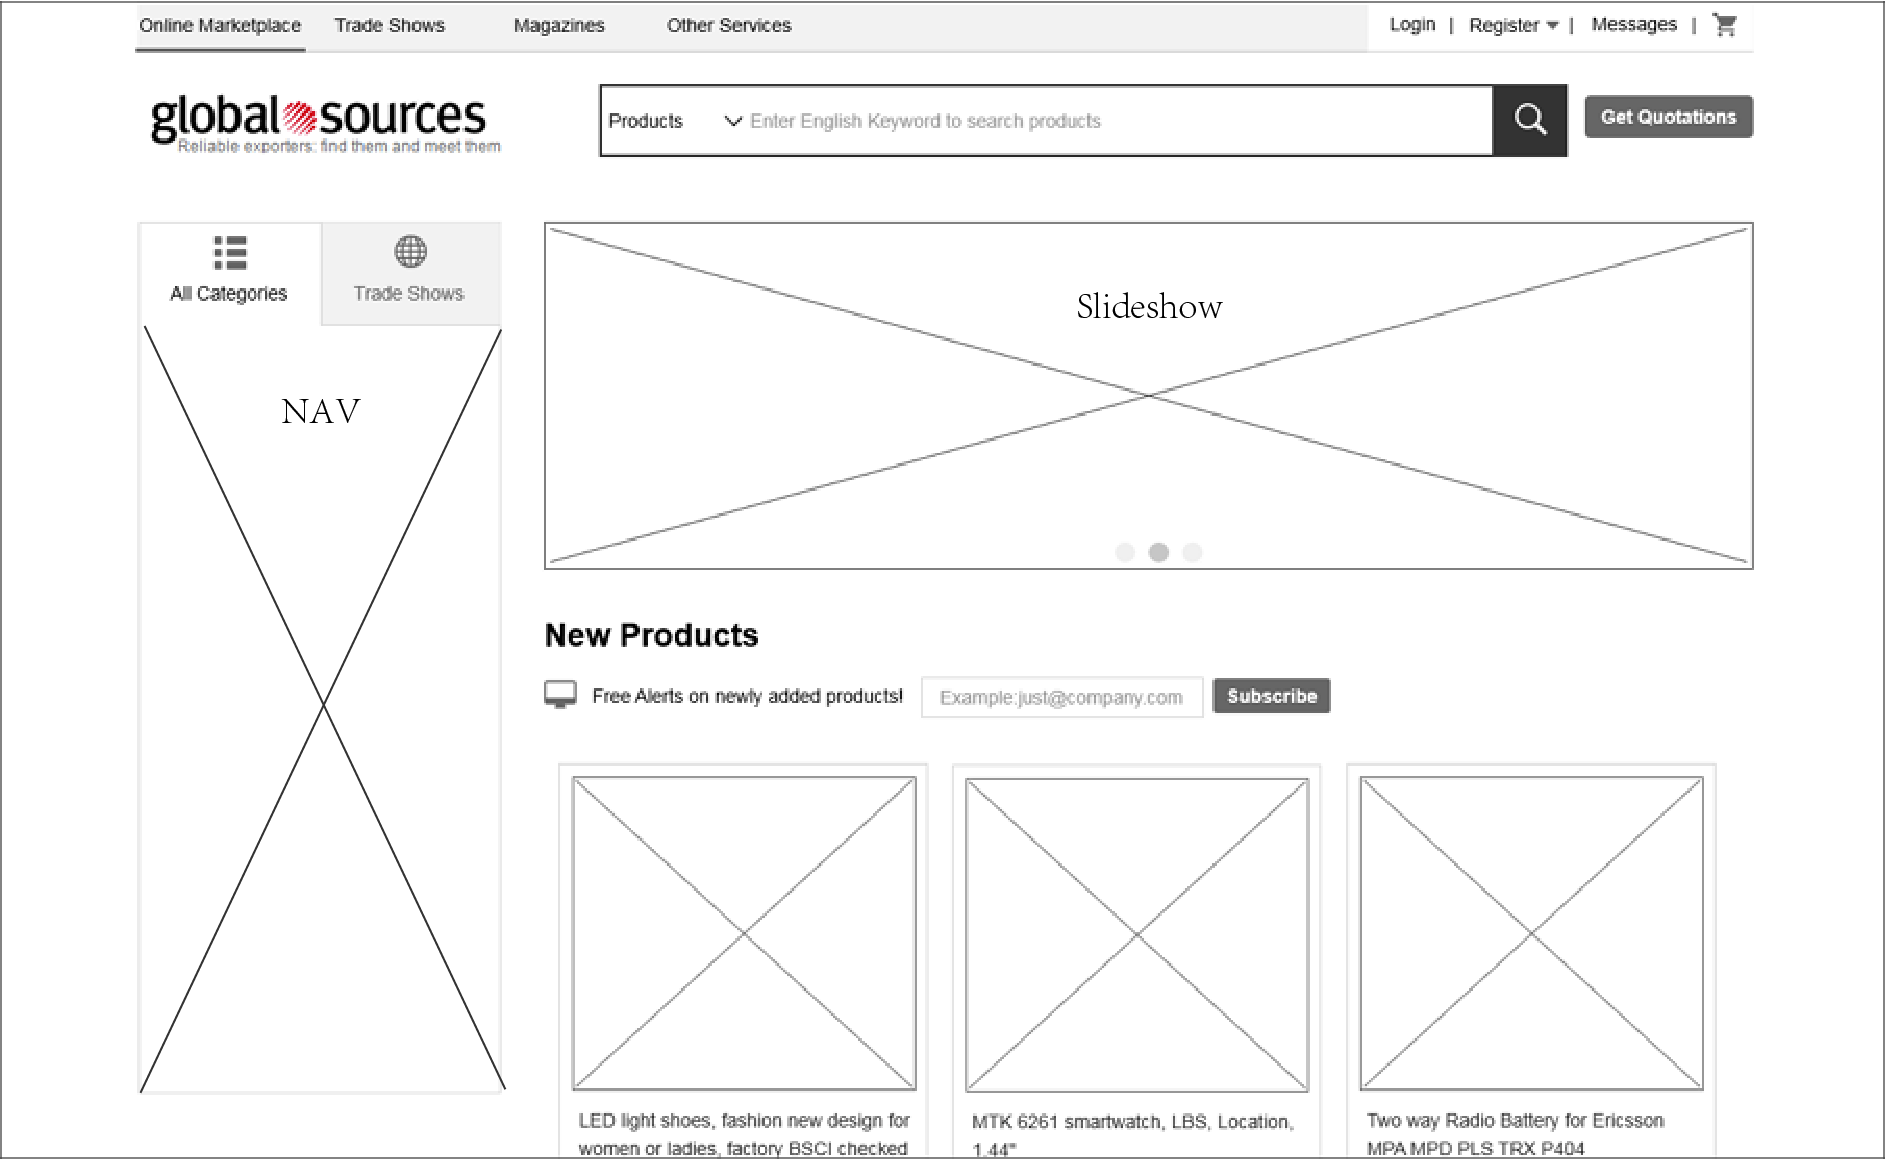 Online Marketplace Trade Shows Magazines Other Services Login | Register | Messages |
global sources
Reliable exporters: find them and meet them
Products Enter English Keyword to search products
Get Quotations
All Categories Trade Shows
NAV
Slideshow
New Products
Free Alerts on newly added products! Example:just@company.com Subscribe
LED light shoes, fashion new design for
women or ladies, factory BSCI checked
MTK 6261 smartwatch, LBS, Location,
1.44"
Two way Radio Battery for Ericsson
MPA MPD PLS TRX P404